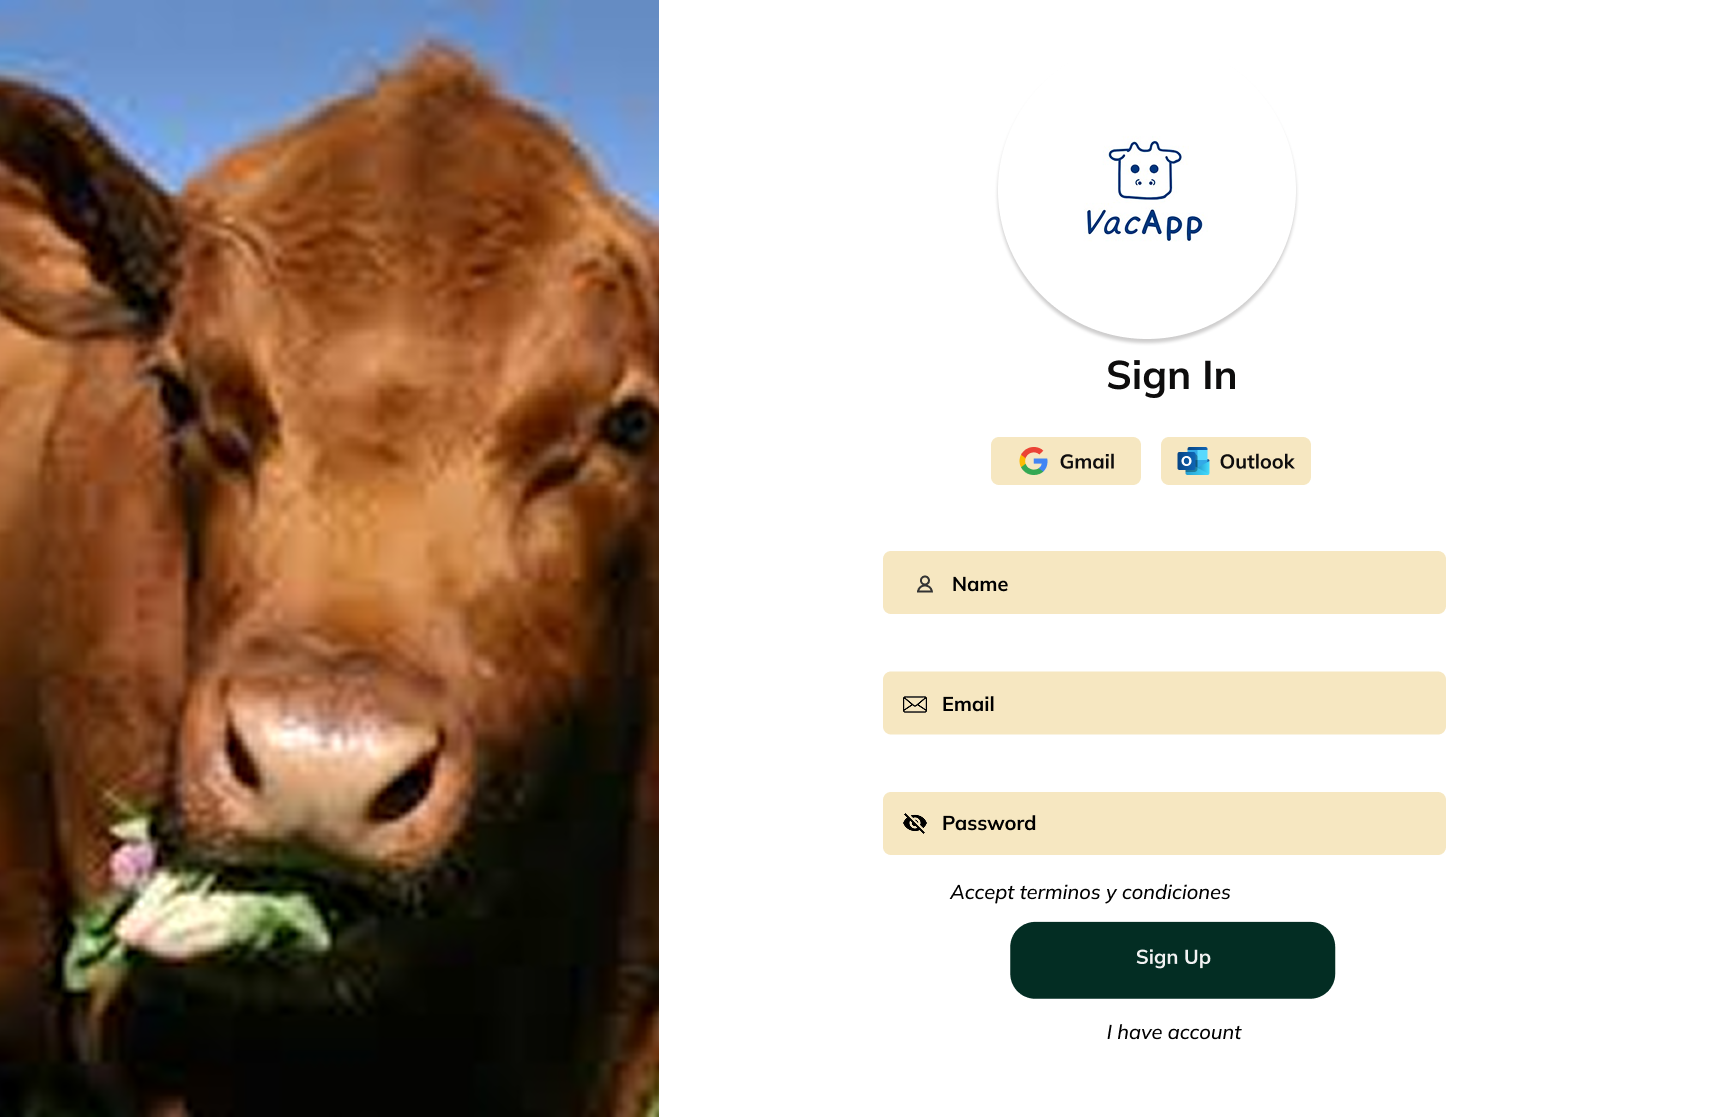 VacApp
Sign In
Gmail
Outlook
Name
Email
Password
Accept terminos y condiciones
Sign Up
I have account